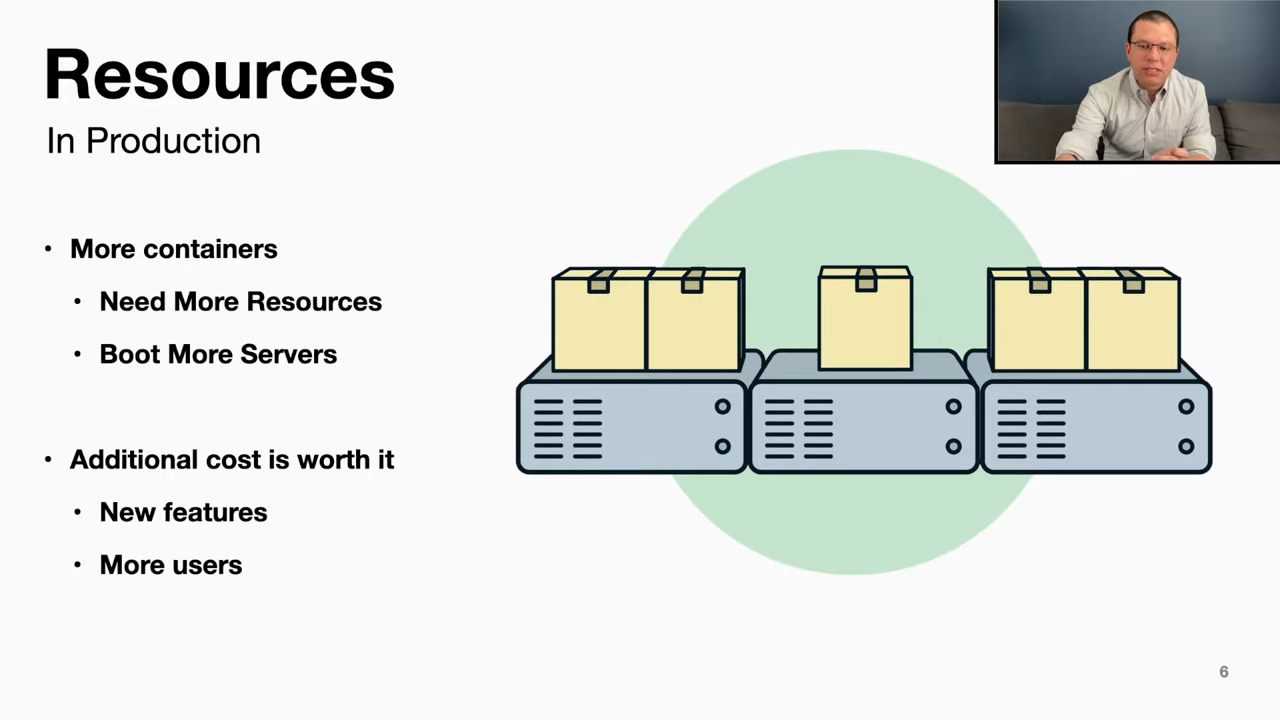 Resources
In Production
• More containers
• Need More Resources
• Boot More Servers
• Additional cost is worth it
• New features
• More users
6